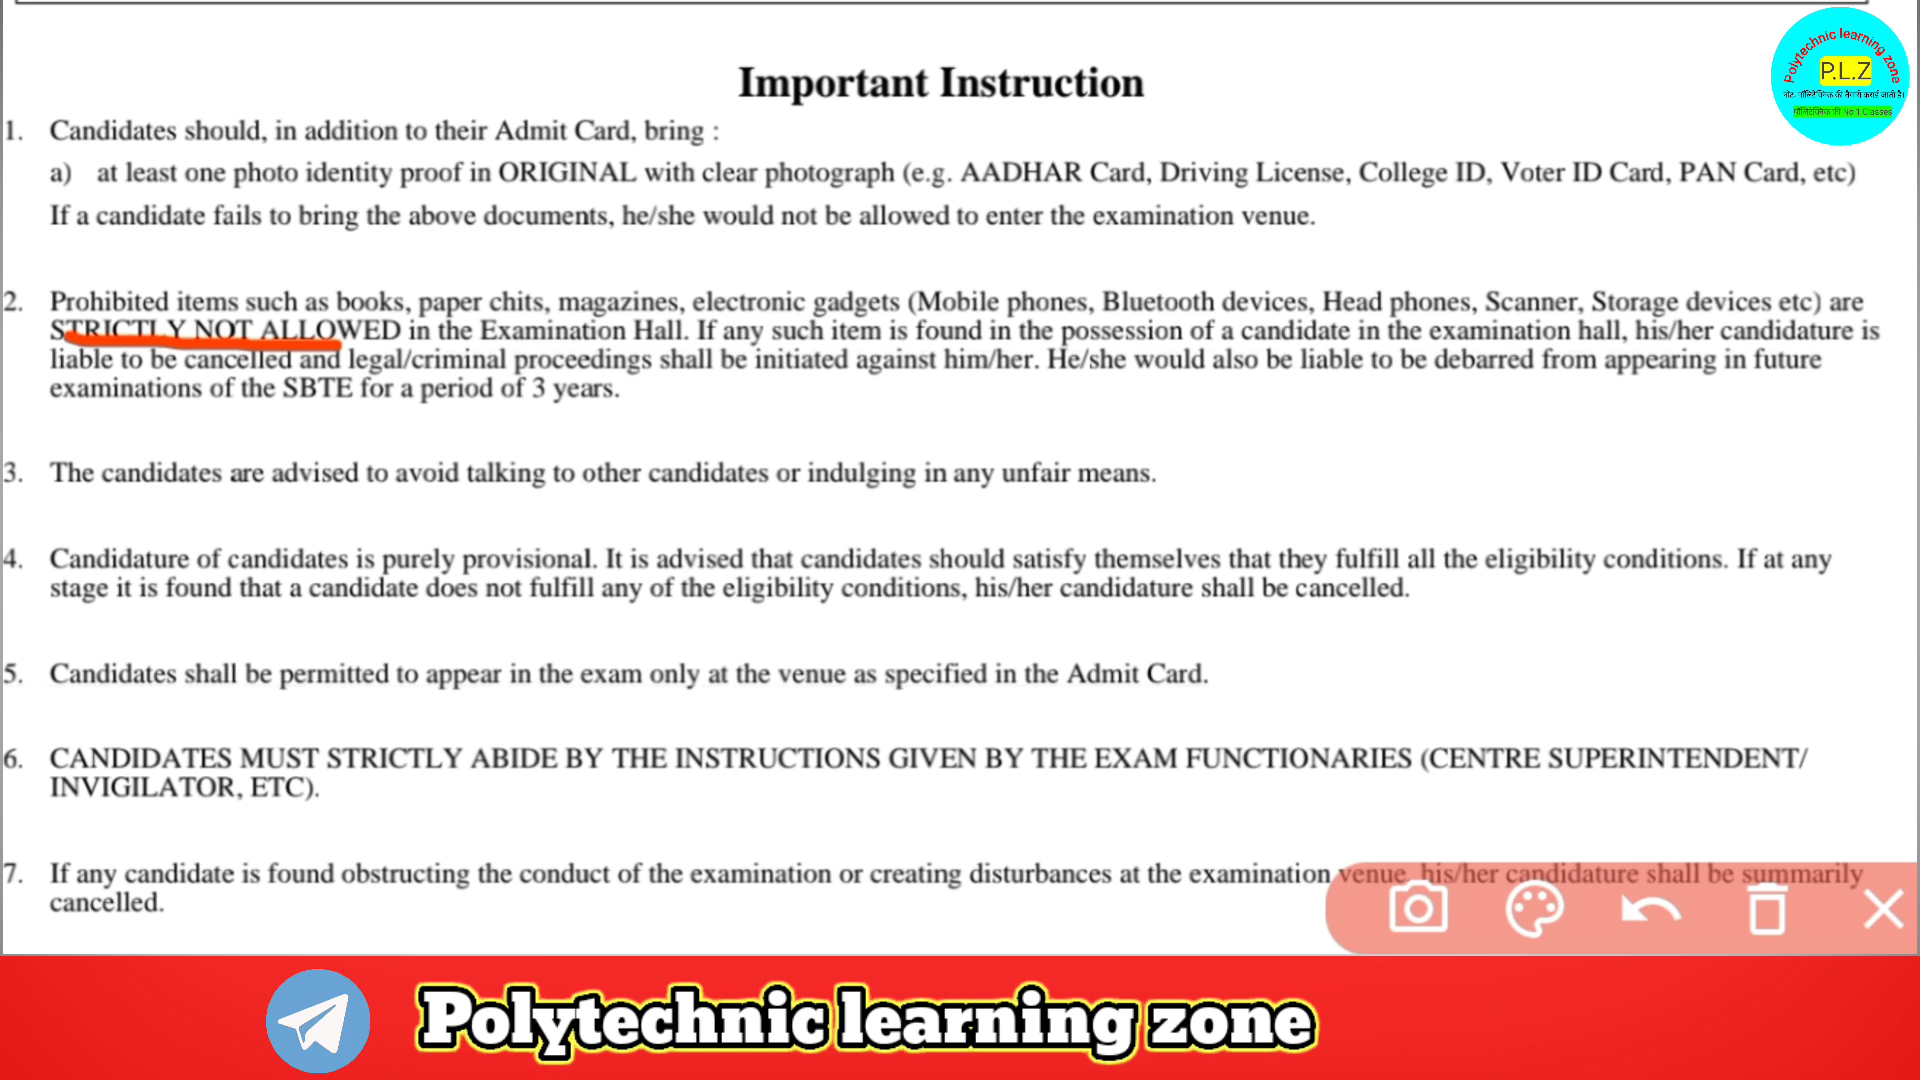 Important Instruction
Polytechnic learning zone
P.L.Z
नोट- पॉलिटेक्निक की तैयारी कराई जाती है।
पॉलिटेक्निक की No 1 Classes
1. Candidates should, in addition to their Admit Card, bring :
a) at least one photo identity proof in ORIGINAL with clear photograph (e.g. AADHAR Card, Driving License, College ID, Voter ID Card, PAN Card, etc)
If a candidate fails to bring the above documents, he/she would not be allowed to enter the examination venue.
2. Prohibited items such as books, paper chits, magazines, electronic gadgets (Mobile phones, Bluetooth devices, Head phones, Scanner, Storage devices etc) are
STRICTLY NOT ALLOWED in the Examination Hall. If any such item is found in the possession of a candidate in the examination hall, his/her candidature is
liable to be cancelled and legal/criminal proceedings shall be initiated against him/her. He/she would also be liable to be debarred from appearing in future
examinations of the SBTE for a period of 3 years.
3. The candidates are advised to avoid talking to other candidates or indulging in any unfair means.
4. Candidature of candidates is purely provisional. It is advised that candidates should satisfy themselves that they fulfill all the eligibility conditions. If at any
stage it is found that a candidate does not fulfill any of the eligibility conditions, his/her candidature shall be cancelled.
5. Candidates shall be permitted to appear in the exam only at the venue as specified in the Admit Card.
6. CANDIDATES MUST STRICTLY ABIDE BY THE INSTRUCTIONS GIVEN BY THE EXAM FUNCTIONARIES (CENTRE SUPERINTENDENT/
INVIGILATOR, ETC).
7. If any candidate is found obstructing the conduct of the examination or creating disturbances at the examination venue, his/her candidature shall be summarily
cancelled.
Polytechnic learning zone